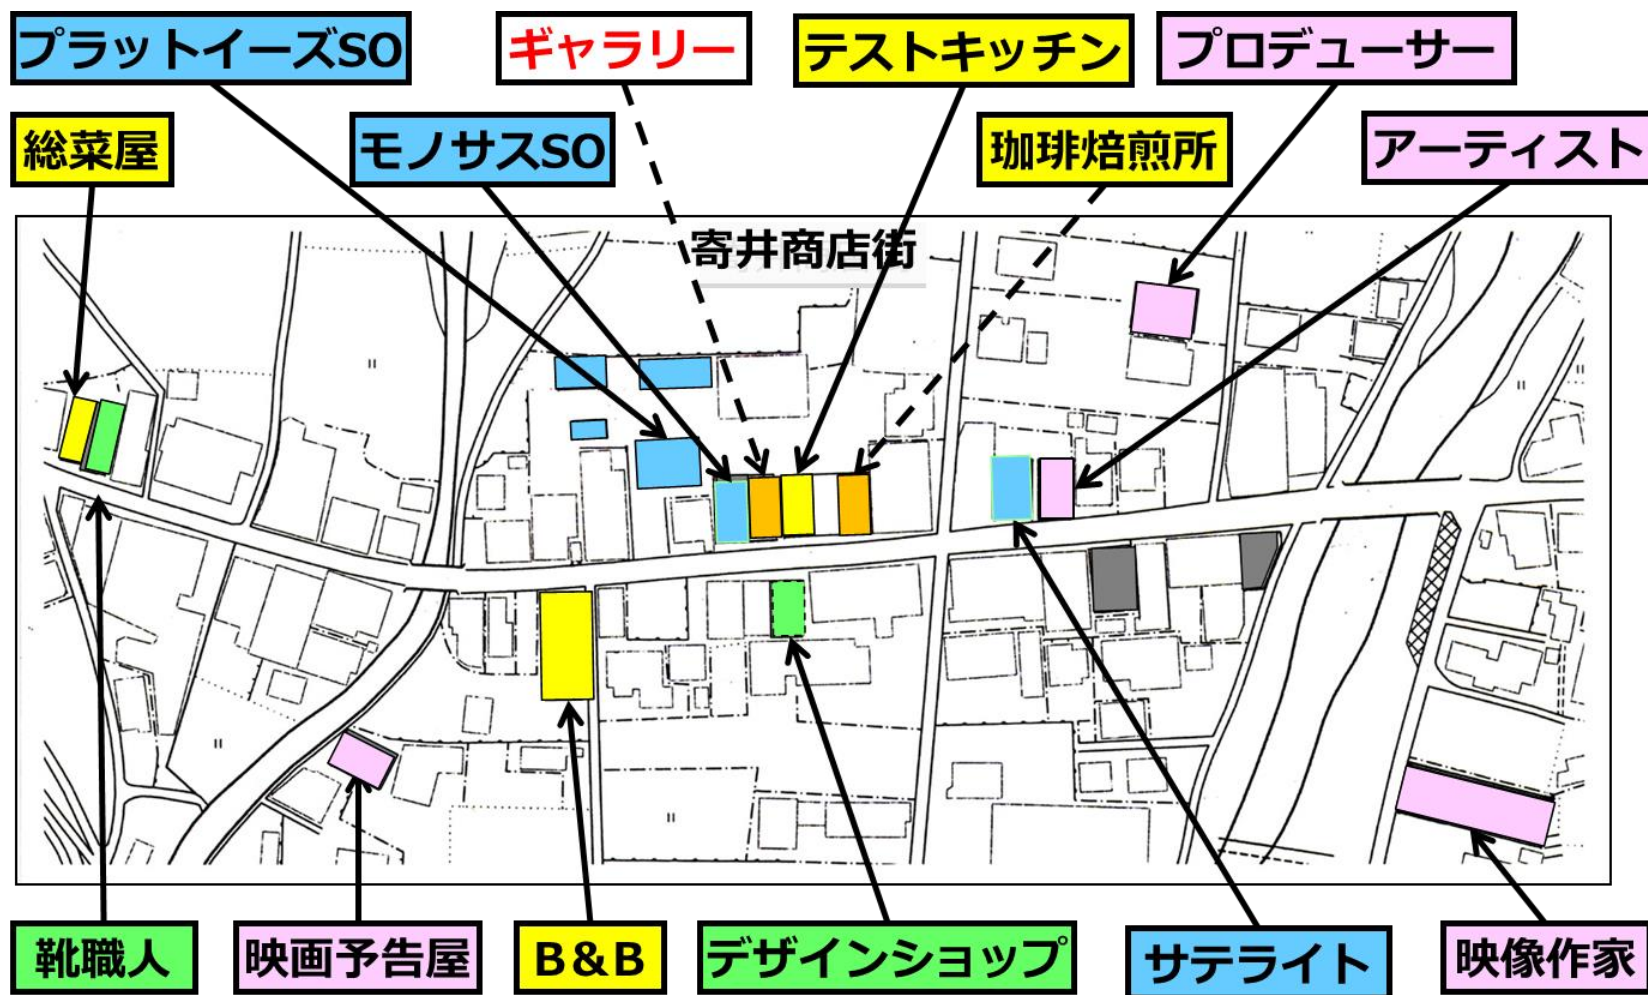 プラットイーズSO
ギャラリー
テストキッチン
プロデューサー
総菜屋
モノサスSO
珈琲焙煎所
アーティスト
寄井商店街
靴職人
映画予告屋
B&B
デザインショップ
サテライト
映像作家